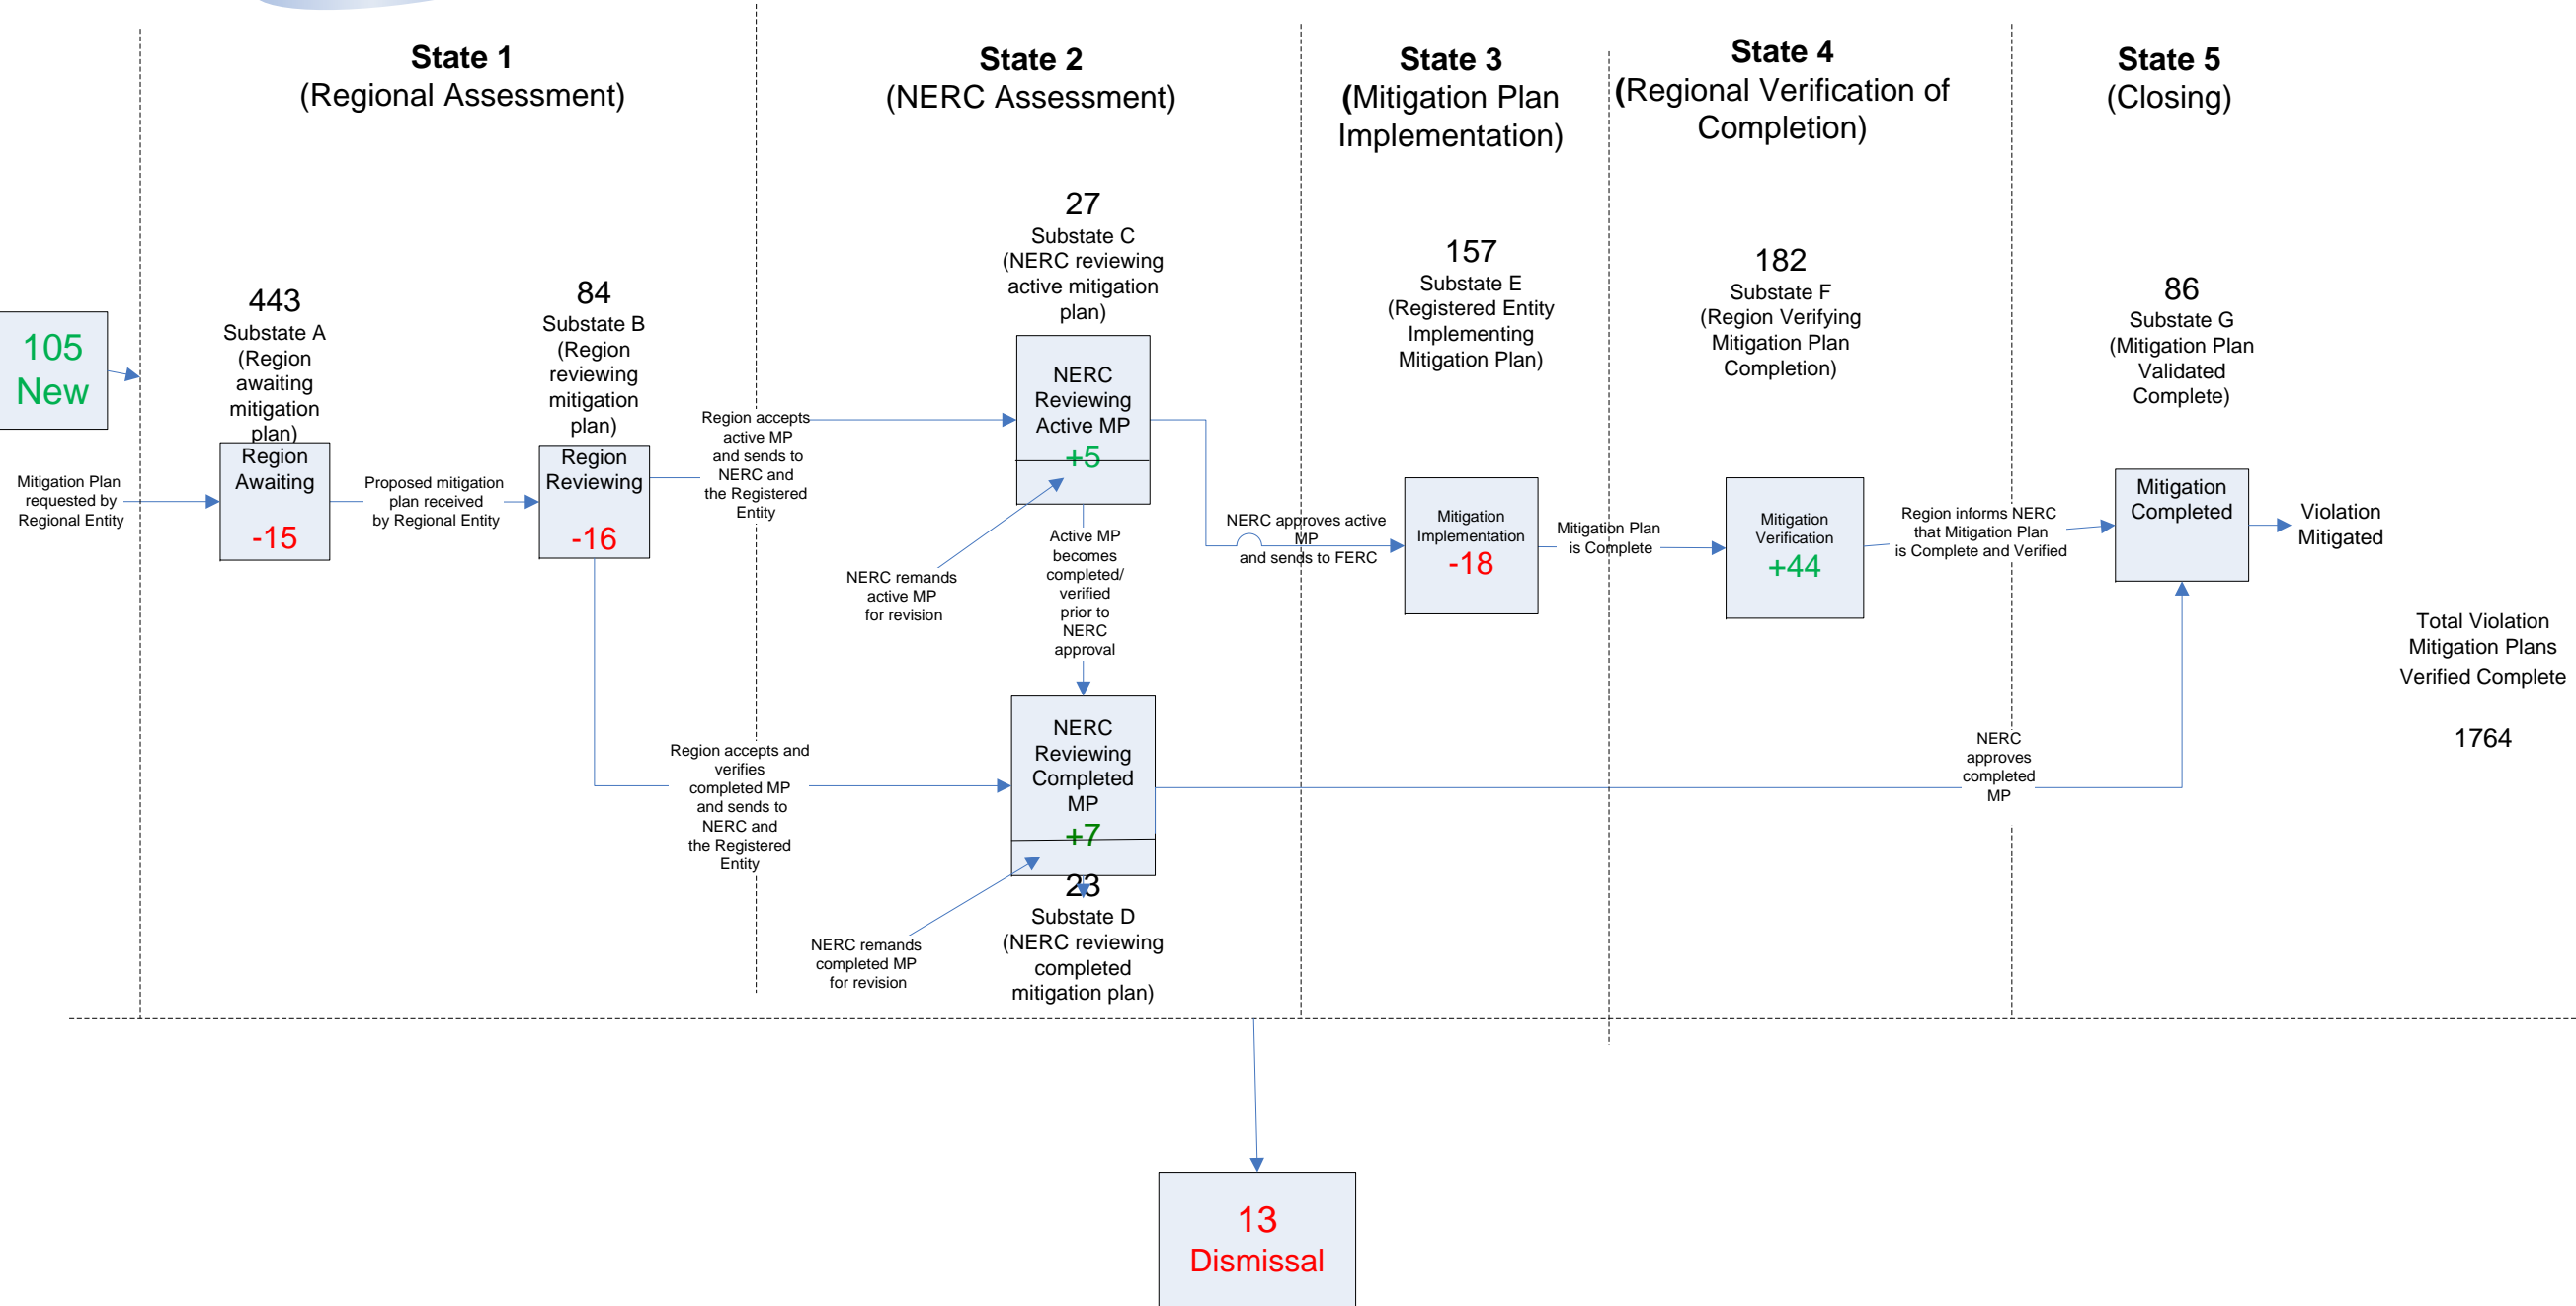 State 1
(Regional Assessment)
State 2
(NERC Assessment)
State 3
(Mitigation Plan
Implementation)
State 4
(Regional Verification of
Completion)
State 5
(Closing)
105
New
Mitigation Plan
requested by
Regional Entity
443
Substate A
(Region
awaiting
mitigation
plan)
Region
Awaiting
-15
Proposed mitigation
plan received
by Regional Entity
84
Substate B
(Region
reviewing
mitigation
plan)
Region
Reviewing
-16
Region accepts
active MP
and sends to
NERC and
the Registered
Entity
Region accepts and
verifies
completed MP
and sends to
NERC and
the Registered
Entity
27
Substate C
(NERC reviewing
active mitigation
plan)
NERC
Reviewing
Active MP
+5
NERC remands
active MP
for revision
Active MP
becomes
completed/
verified
prior to
NERC
approval
NERC
Reviewing
Completed
MP
+7
23
Substate D
(NERC reviewing
completed
mitigation plan)
NERC remands
completed MP
for revision
NERC approves active
MP
and sends to FERC
157
Substate E
(Registered Entity
Implementing
Mitigation Plan)
Mitigation
Implementation
-18
Mitigation Plan
is Complete
182
Substate F
(Region Verifying
Mitigation Plan
Completion)
Mitigation
Verification
+44
Region informs NERC
that Mitigation Plan
is Complete and Verified
86
Substate G
(Mitigation Plan
Validated
Complete)
Mitigation
Completed
Violation
Mitigated
NERC
approves
completed
MP
Total Violation
Mitigation Plans
Verified Complete
1764
13
Dismissal